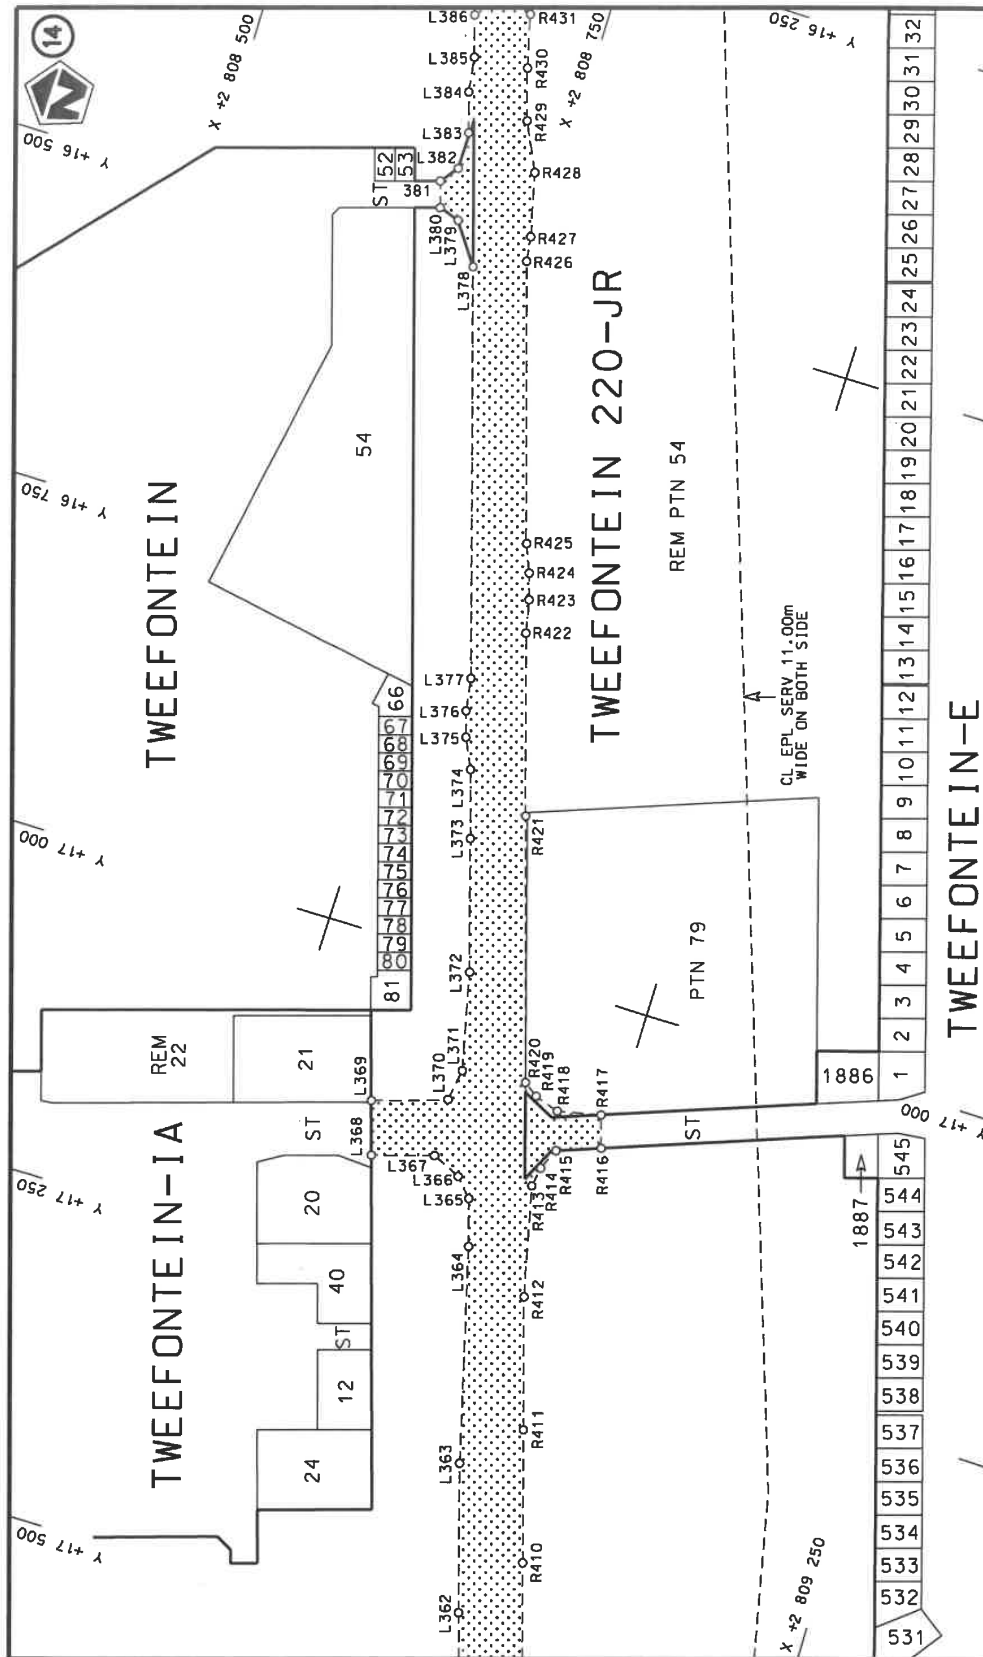 14
N
Y +16 500
X +2 808 500
L386
R431
X +2 808 750
Y +16 250
L385
R430
L384
R429
L383
L382
R428
381
52
53
ST
L380
L379
L378
R427
R426
32
31
30
29
28
27
26
25
24
23
22
21
20
19
18
17
16
15
14
13
12
11
10
9
8
7
6
5
4
3
2
1
54
Y +16 750
TWEEFONTEIN
TWEEFONTEIN 220-JR
REM PTN 54
R425
R424
R423
R422
CL EPL SERV 11.00m
WIDE ON BOTH SIDE
L377
L376
L375
L374
L373
L372
L371
L370
L369
L368
L367
L366
L365
L364
L363
L362
66
67
68
69
70
71
72
73
74
75
76
77
78
79
80
81
Y +17 000
R421
PTN 79
R420
R419
R418
R417
R416
R415
R414
R413
R412
R411
R410
TWEEFONTEIN-E
REM
22
21
ST
20
40
ST
12
24
TWEEFONTEIN-IA
Y +17 250
Y +17 500
ST
1886
1887
Y +17 000
545
544
543
542
541
540
539
538
537
536
535
534
533
532
531
X +2 809 250